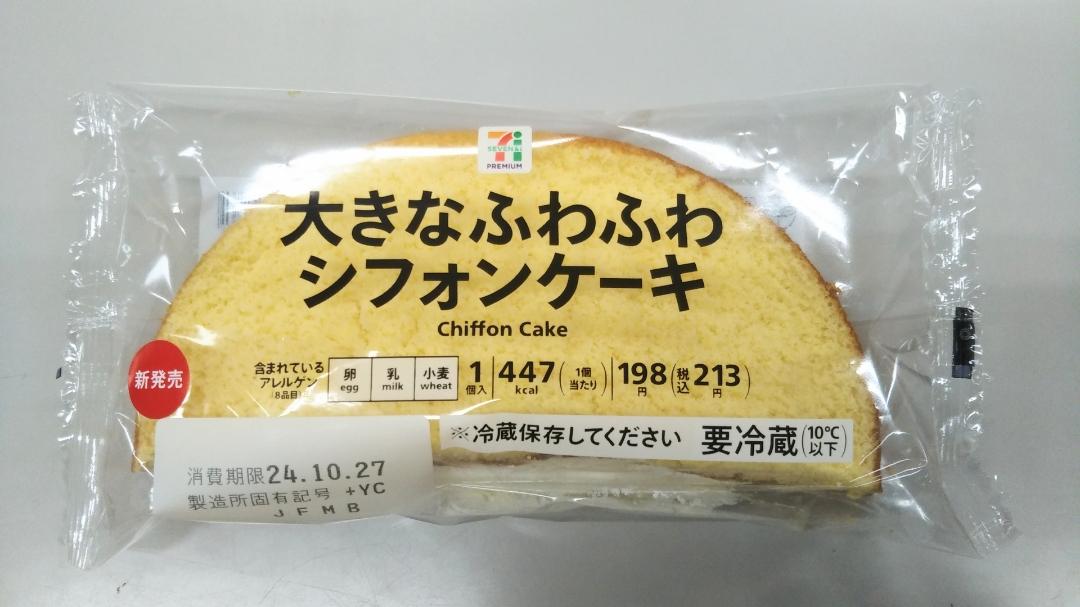 SEVEN&i
PREMIUM
大きなふわふわ
シフォンケーキ
Chiffon Cake
新発売
含まれている
アレルゲン
(8品目)
卵
egg
乳
milk
小麦
wheat
1
個入
447
kcal
(1個
当たり)
198
円
(税
込
213
円)
※冷蔵保存してください
要冷蔵(10℃
以下)
消費期限24.10.27
製造所固有記号 +YC
JFMB